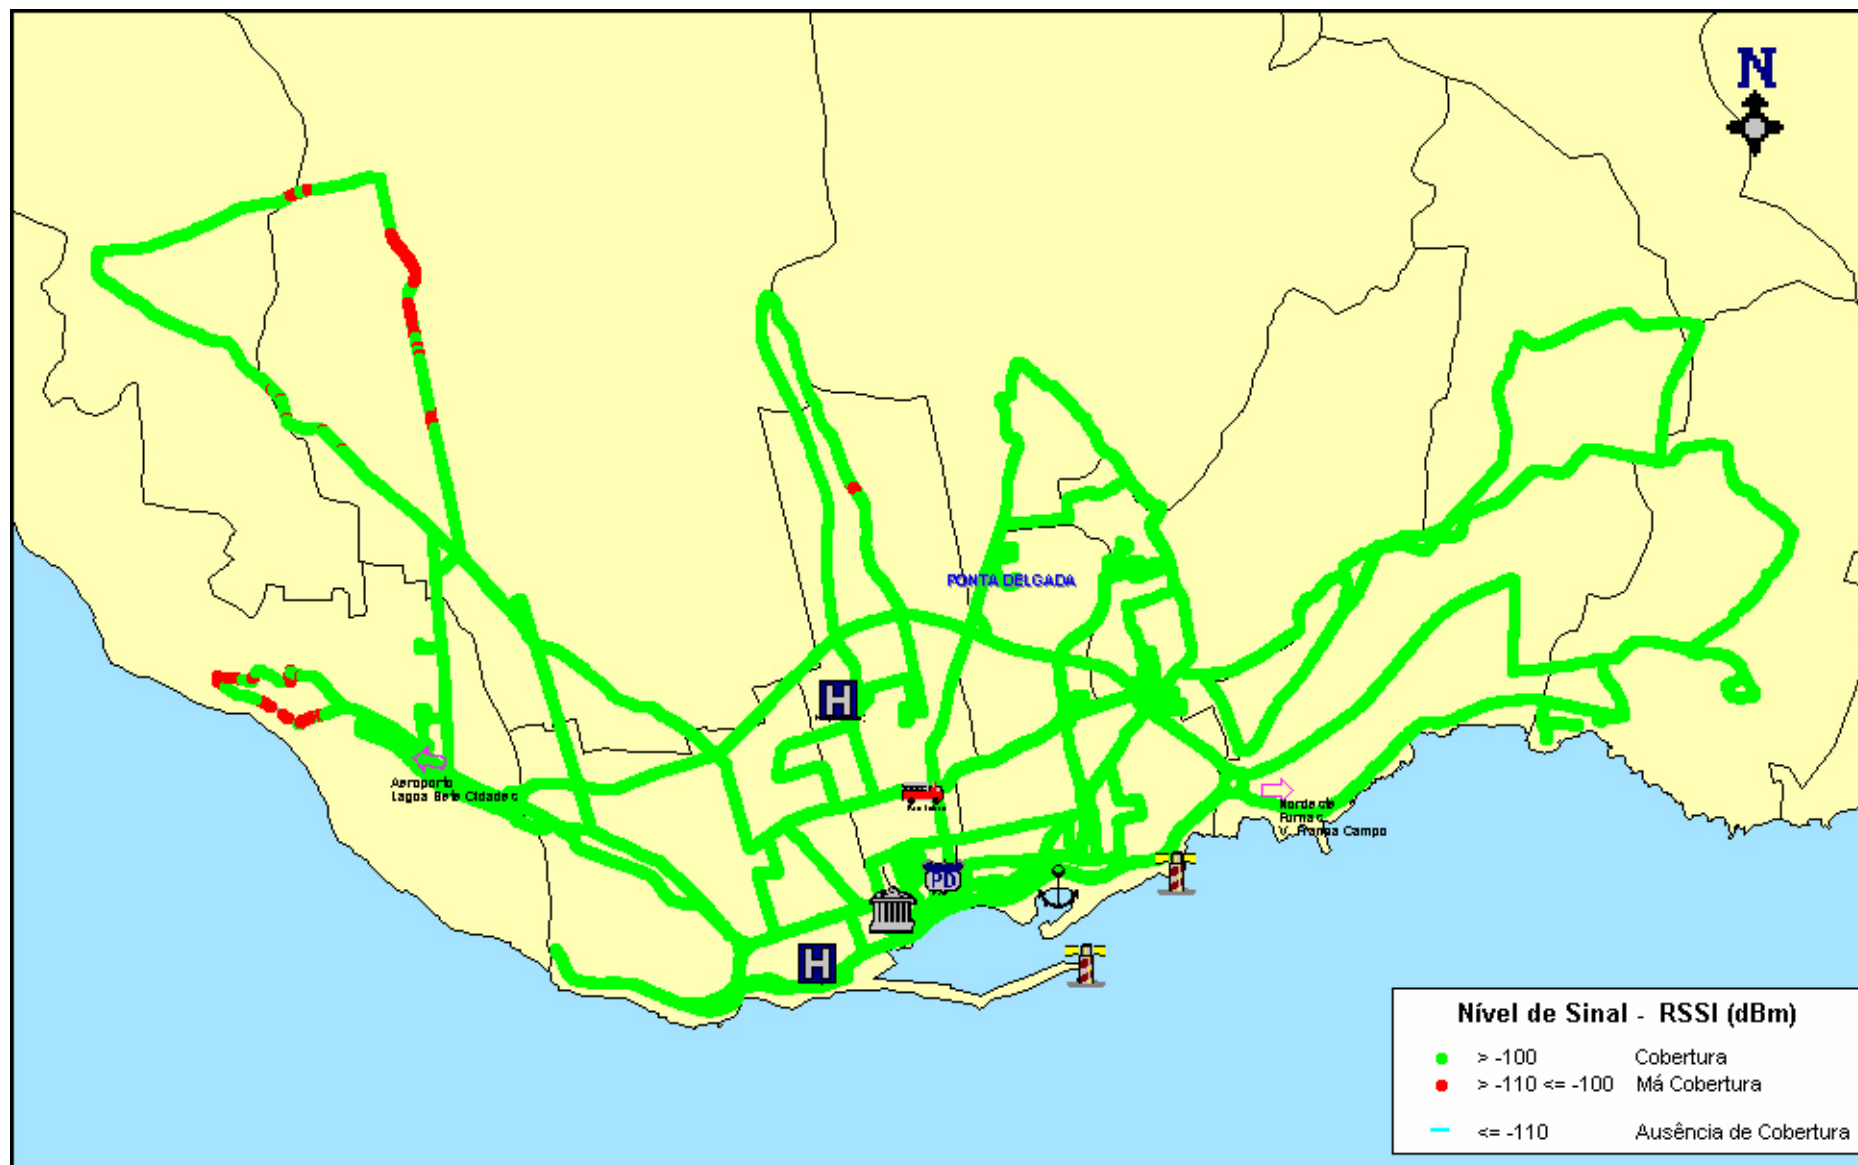 N
PONTA DELGADA
H
Aeroporto
Lagoa Sete Cidades
Nordeste
Furnas
V. Franca Campo
PD
H
Nível de Sinal - RSSI (dBm)
> -100 Cobertura
> -110 <= -100 Má Cobertura
<= -110 Ausência de Cobertura